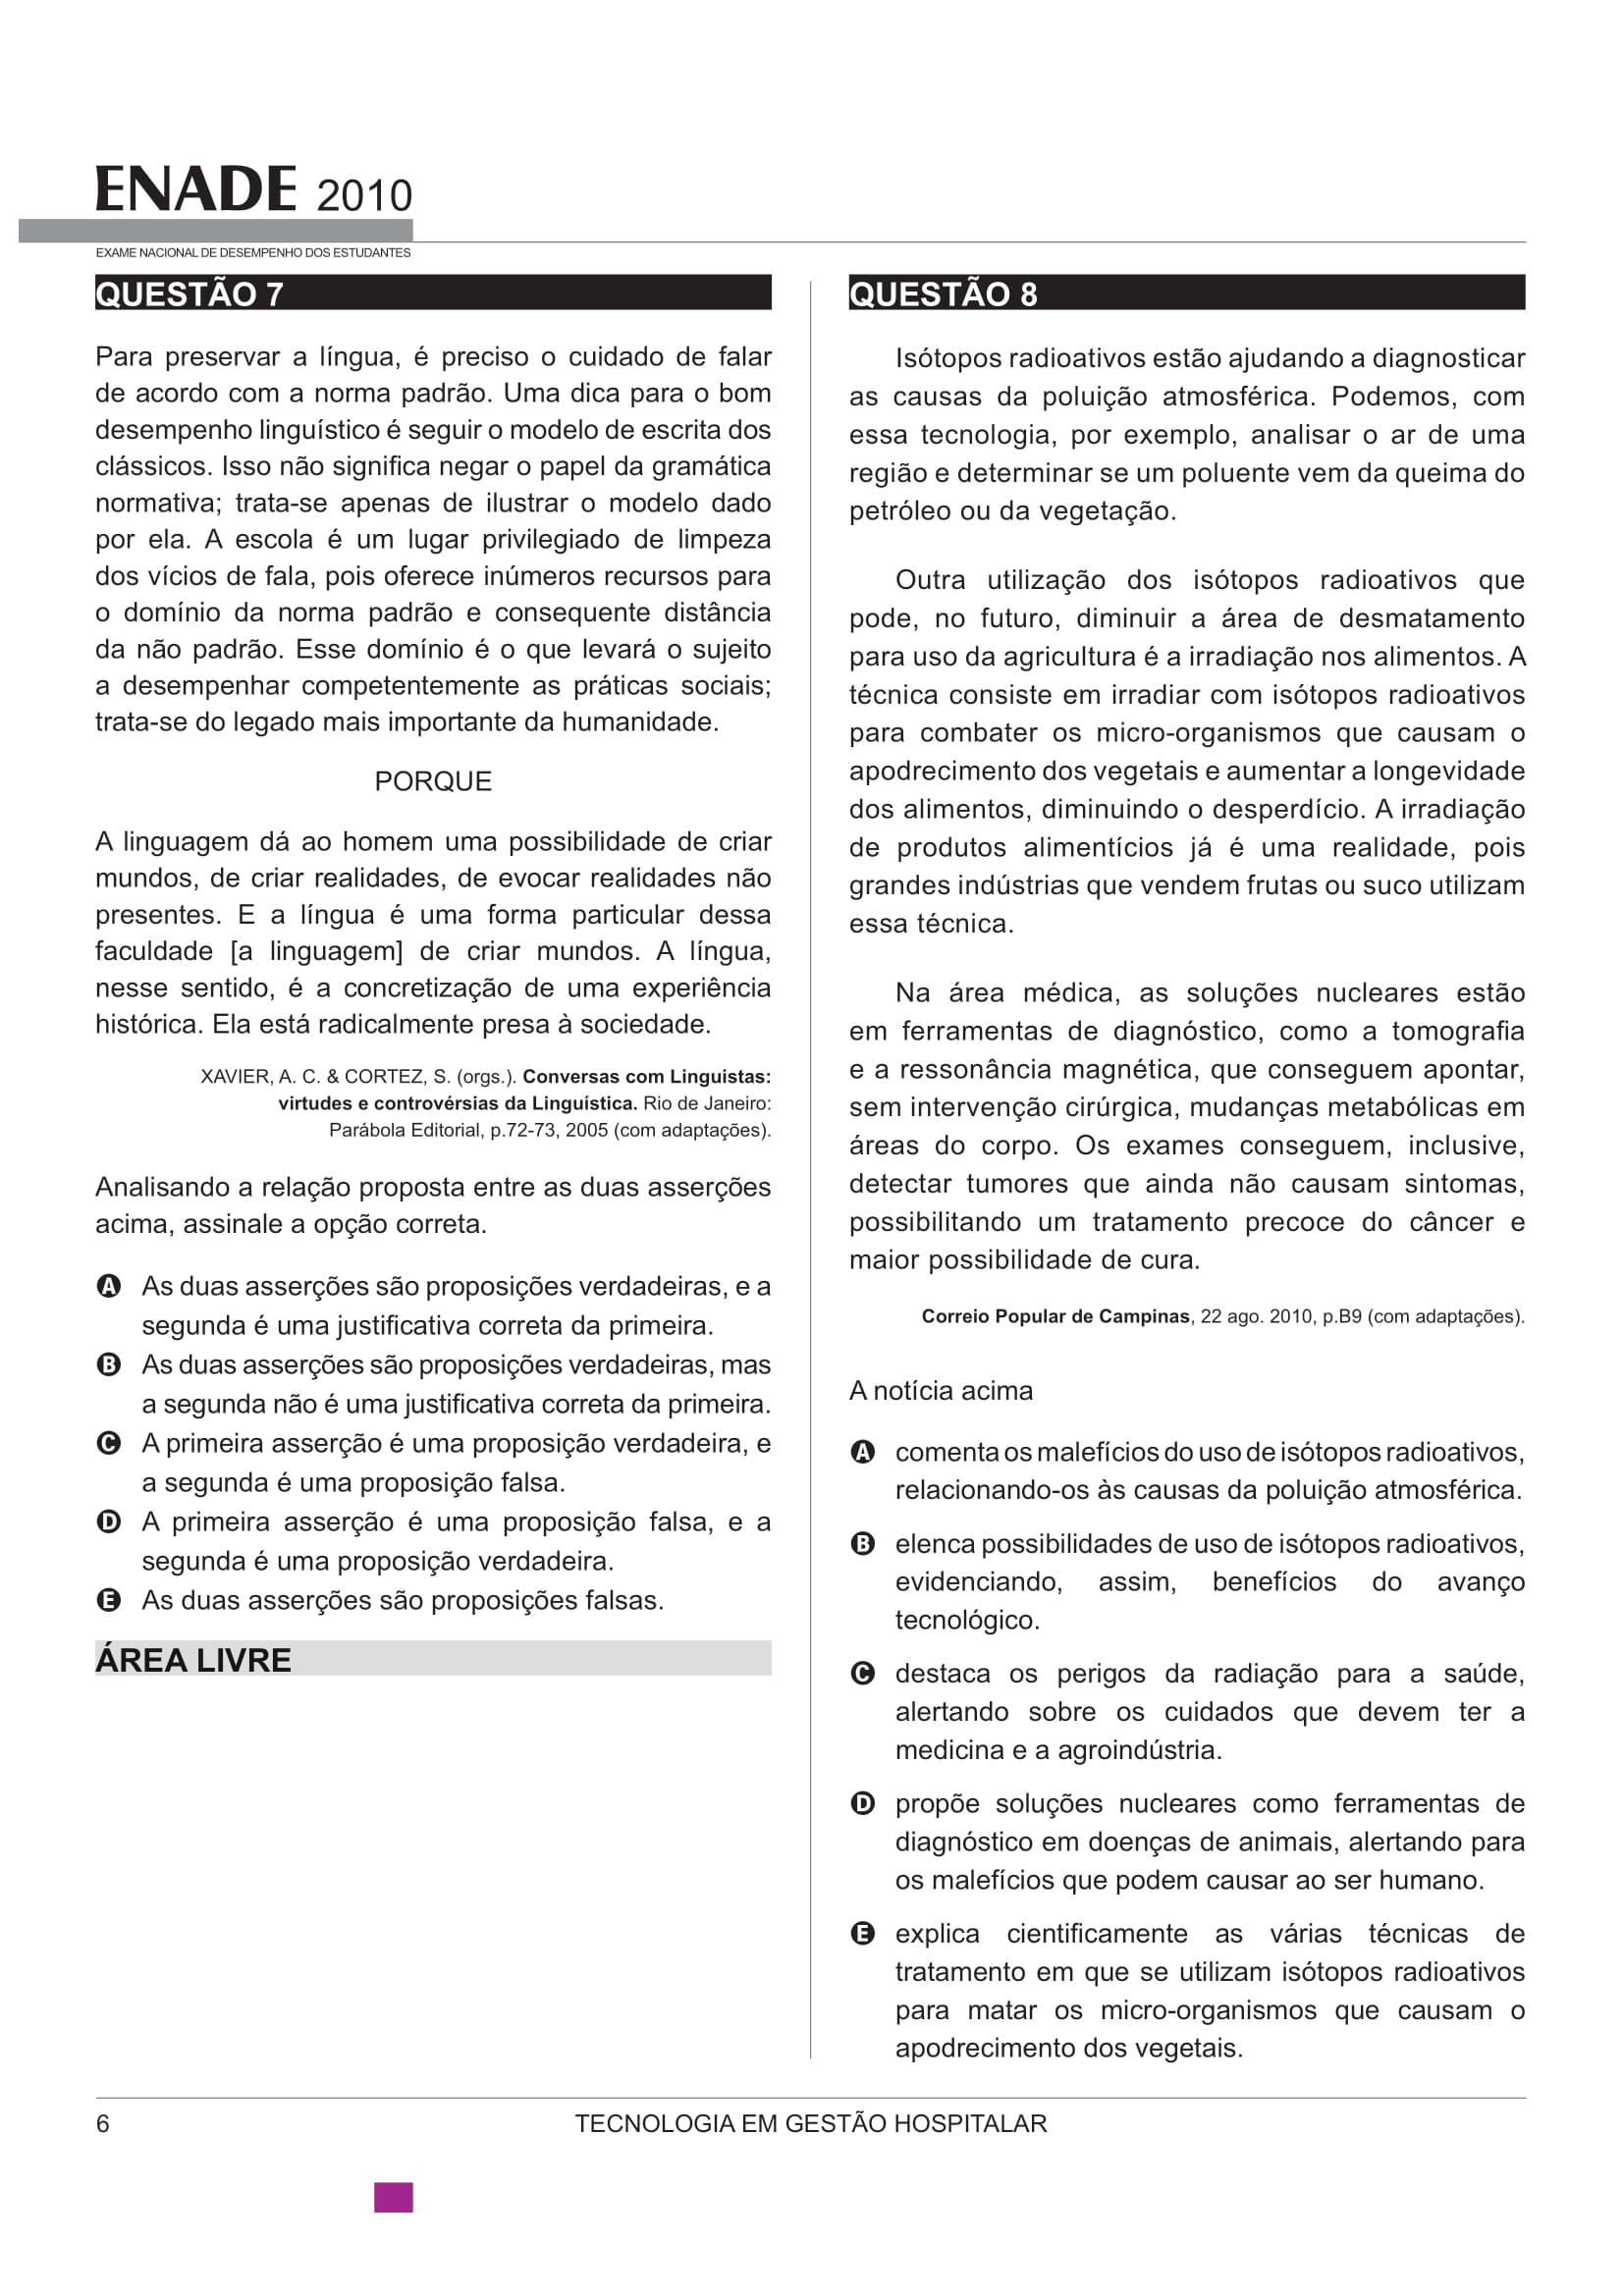 ENADE 2010
EXAME NACIONAL DE DESEMPENHO DOS ESTUDANTES
QUESTÃO 7
Para preservar a língua, é preciso o cuidado de falar
de acordo com a norma padrão. Uma dica para o bom
desempenho linguístico é seguir o modelo de escrita dos
clássicos. Isso não significa negar o papel da gramática
normativa; trata-se apenas de ilustrar o modelo dado
por ela. A escola é um lugar privilegiado de limpeza
dos vícios de fala, pois oferece inúmeros recursos para
o domínio da norma padrão e consequente distância
da não padrão. Esse domínio é o que levará o sujeito
a desempenhar competentemente as práticas sociais;
trata-se do legado mais importante da humanidade.
PORQUE
A linguagem dá ao homem uma possibilidade de criar
mundos, de criar realidades, de evocar realidades não
presentes. E a língua é uma forma particular dessa
faculdade [a linguagem] de criar mundos. A língua,
nesse sentido, é a concretização de uma experiência
histórica. Ela está radicalmente presa à sociedade.
XAVIER, A. C. & CORTEZ, S. (orgs.). Conversas com Linguistas:
virtudes e controvérsias da Linguística. Rio de Janeiro:
Parábola Editorial, p.72-73, 2005 (com adaptações).
Analisando a relação proposta entre as duas asserções
acima, assinale a opção correta.
A As duas asserções são proposições verdadeiras, e a
segunda é uma justificativa correta da primeira.
B As duas asserções são proposições verdadeiras, mas
a segunda não é uma justificativa correta da primeira.
C A primeira asserção é uma proposição verdadeira, e
a segunda é uma proposição falsa.
D A primeira asserção é uma proposição falsa, e a
segunda é uma proposição verdadeira.
E As duas asserções são proposições falsas.
ÁREA LIVRE
QUESTÃO 8
Isótopos radioativos estão ajudando a diagnosticar
as causas da poluição atmosférica. Podemos, com
essa tecnologia, por exemplo, analisar o ar de uma
região e determinar se um poluente vem da queima do
petróleo ou da vegetação.
Outra utilização dos isótopos radioativos que
pode, no futuro, diminuir a área de desmatamento
para uso da agricultura é a irradiação nos alimentos. A
técnica consiste em irradiar com isótopos radioativos
para combater os micro-organismos que causam o
apodrecimento dos vegetais e aumentar a longevidade
dos alimentos, diminuindo o desperdício. A irradiação
de produtos alimentícios já é uma realidade, pois
grandes indústrias que vendem frutas ou suco utilizam
essa técnica.
Na área médica, as soluções nucleares estão
em ferramentas de diagnóstico, como a tomografia
e a ressonância magnética, que conseguem apontar,
sem intervenção cirúrgica, mudanças metabólicas em
áreas do corpo. Os exames conseguem, inclusive,
detectar tumores que ainda não causam sintomas,
possibilitando um tratamento precoce do câncer e
maior possibilidade de cura.
Correio Popular de Campinas, 22 ago. 2010, p.B9 (com adaptações).
A notícia acima
A comenta os malefícios do uso de isótopos radioativos,
relacionando-os às causas da poluição atmosférica.
B elenca possibilidades de uso de isótopos radioativos,
evidenciando, assim, benefícios do avanço
tecnológico.
C destaca os perigos da radiação para a saúde,
alertando sobre os cuidados que devem ter a
medicina e a agroindústria.
D propõe soluções nucleares como ferramentas de
diagnóstico em doenças de animais, alertando para
os malefícios que podem causar ao ser humano.
E explica cientificamente as várias técnicas de
tratamento em que se utilizam isótopos radioativos
para matar os micro-organismos que causam o
apodrecimento dos vegetais.
6
TECNOLOGIA EM GESTÃO HOSPITALAR